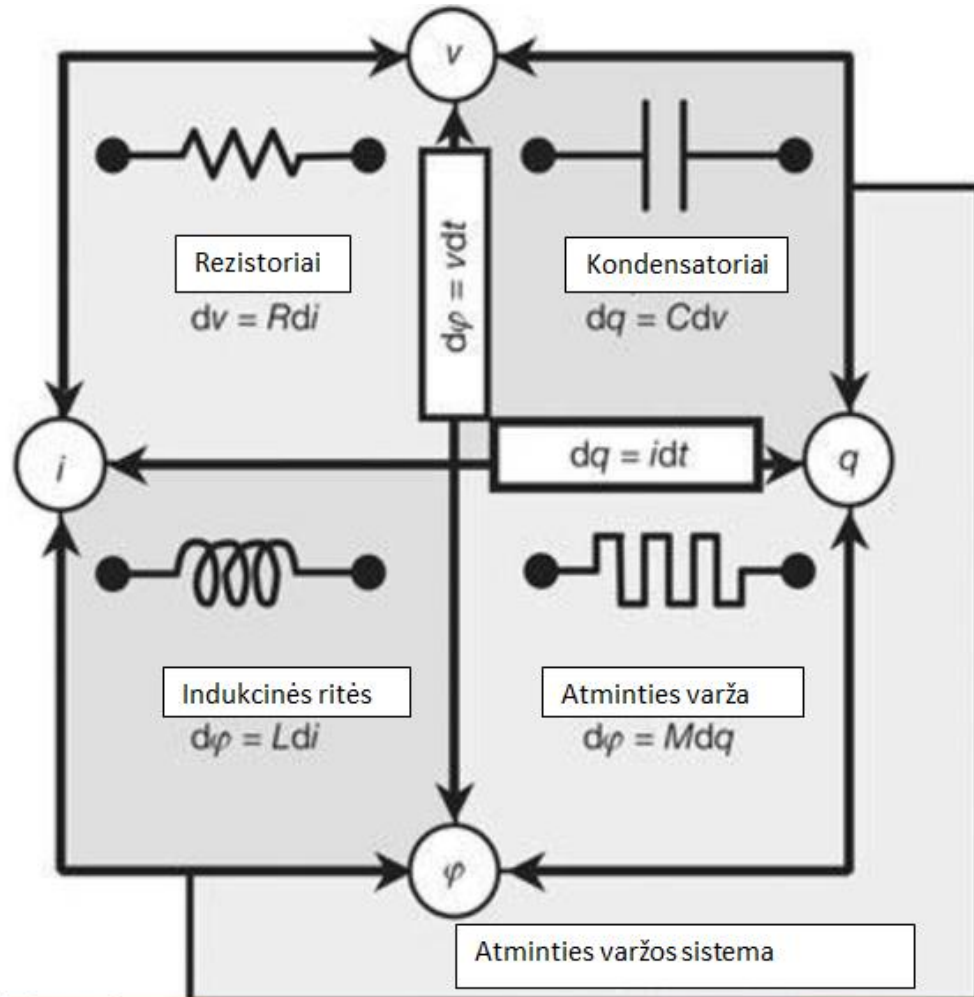 v
Rezistoriai
dv = Rdi
dφ = vdt
Kondensatoriai
dq = Cdv
i
dq = idt
q
Indukcinės ritės
dφ = Ldi
Atminties varža
dφ = Mdq
φ
Atminties varžos sistema